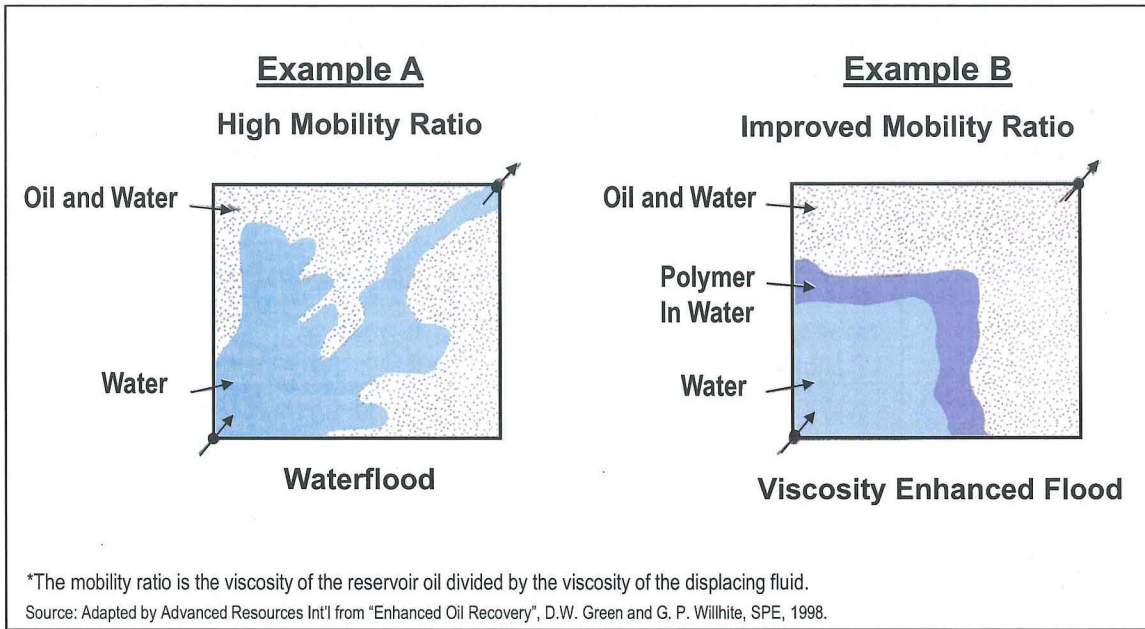 Example A
High Mobility Ratio
Oil and Water
Water
Waterflood
Example B
Improved Mobility Ratio
Oil and Water
Polymer
In Water
Water
Viscosity Enhanced Flood
*The mobility ratio is the viscosity of the reservoir oil divided by the viscosity of the displacing fluid.
Source: Adapted by Advanced Resources Int'l from "Enhanced Oil Recovery", D.W. Green and G. P. Willhite, SPE, 1998.